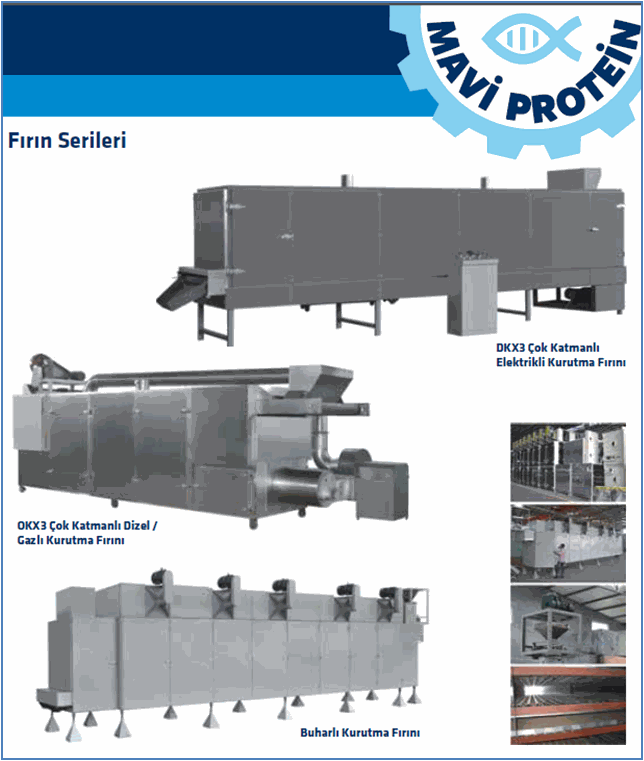 MAVİ PROTEİN
Fırın Serileri
DKX3 Çok Katmanlı
Elektrikli Kurutma Fırını
OKX3 Çok Katmanlı Dizel /
Gazlı Kurutma Fırını
Buharlı Kurutma Fırını